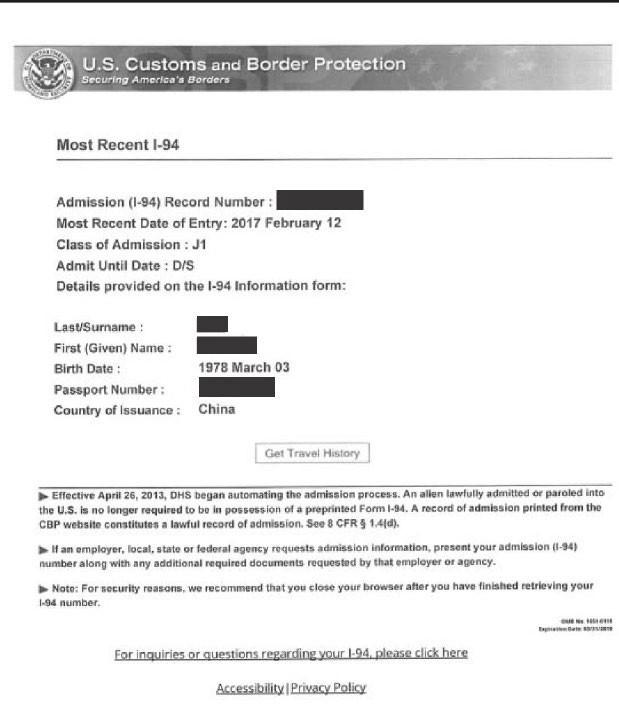 U.S. Customs and Border Protection
Securing America's Borders
Most Recent I-94
Admission (I-94) Record Number :
Most Recent Date of Entry: 2017 February 12
Class of Admission : J1
Admit Until Date : D/S
Details provided on the I-94 Information form:
Last/Surname :
First (Given) Name :
Birth Date : 1978 March 03
Passport Number :
Country of Issuance : China
Get Travel History
▶ Effective April 26, 2013, DHS began automating the admission process. An alien lawfully admitted or paroled into
the U.S. is no longer required to be in possession of a preprinted Form I-94. A record of admission printed from the
CBP website constitutes a lawful record of admission. See 8 CFR § 1.4(d).
▶ If an employer, local, state or federal agency requests admission information, present your admission (I-94)
number along with any additional required documents requested by that employer or agency.
▶ Note: For security reasons, we recommend that you close your browser after you have finished retrieving your
I-94 number.
OMB No. 1651-0111
Expiration Date:
For inquiries or questions regarding your I-94, please click here
Accessibility | Privacy Policy